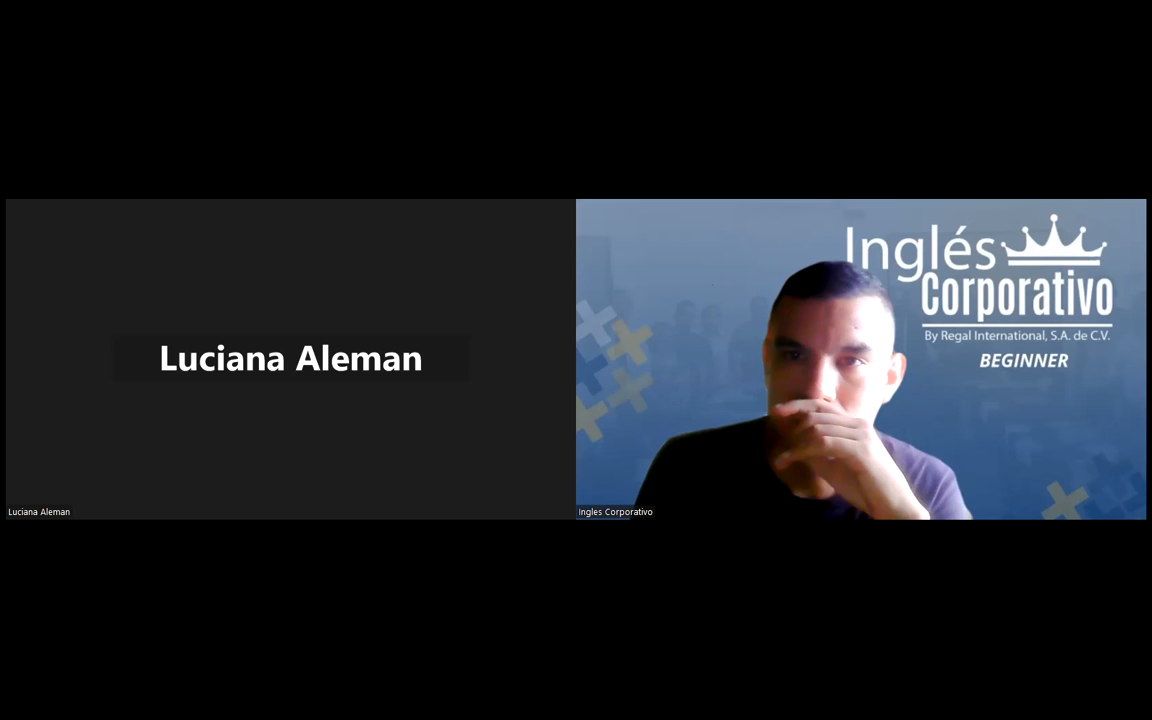 Luciana Aleman
Luciana Aleman
Inglés
Corporativo
By Regal International, S.A. de C.V.
BEGINNER
Ingles Corporativo